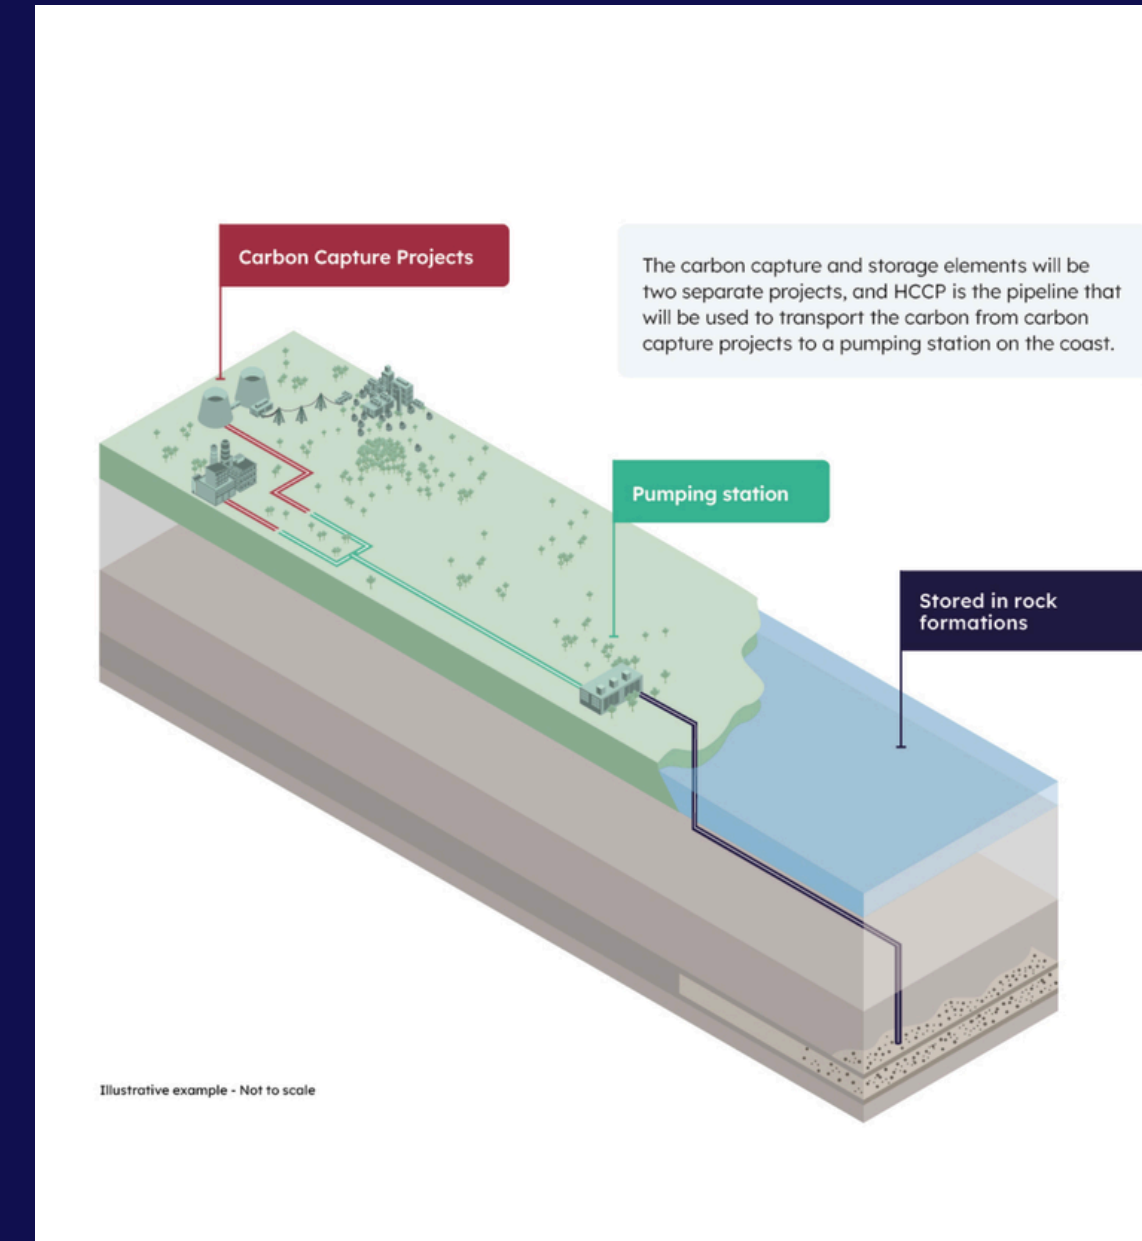 Carbon Capture Projects
The carbon capture and storage elements will be
two separate projects, and HCCP is the pipeline that
will be used to transport the carbon from carbon
capture projects to a pumping station on the coast.
Pumping station
Stored in rock
formations
Illustrative example - Not to scale